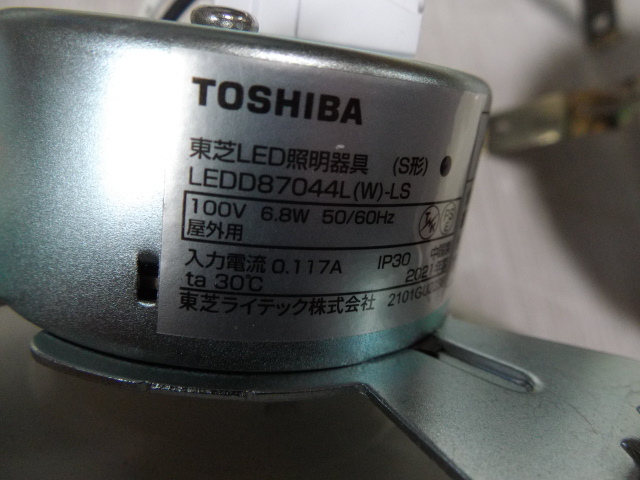 TOSHIBA
東芝LED照明器具 (S形)
LEDD87044L(W)-LS
100V 6.8W 50/60Hz
屋外用
入力電流 0.117A IP30
ta 30℃ 2021
東芝ライテック株式会社